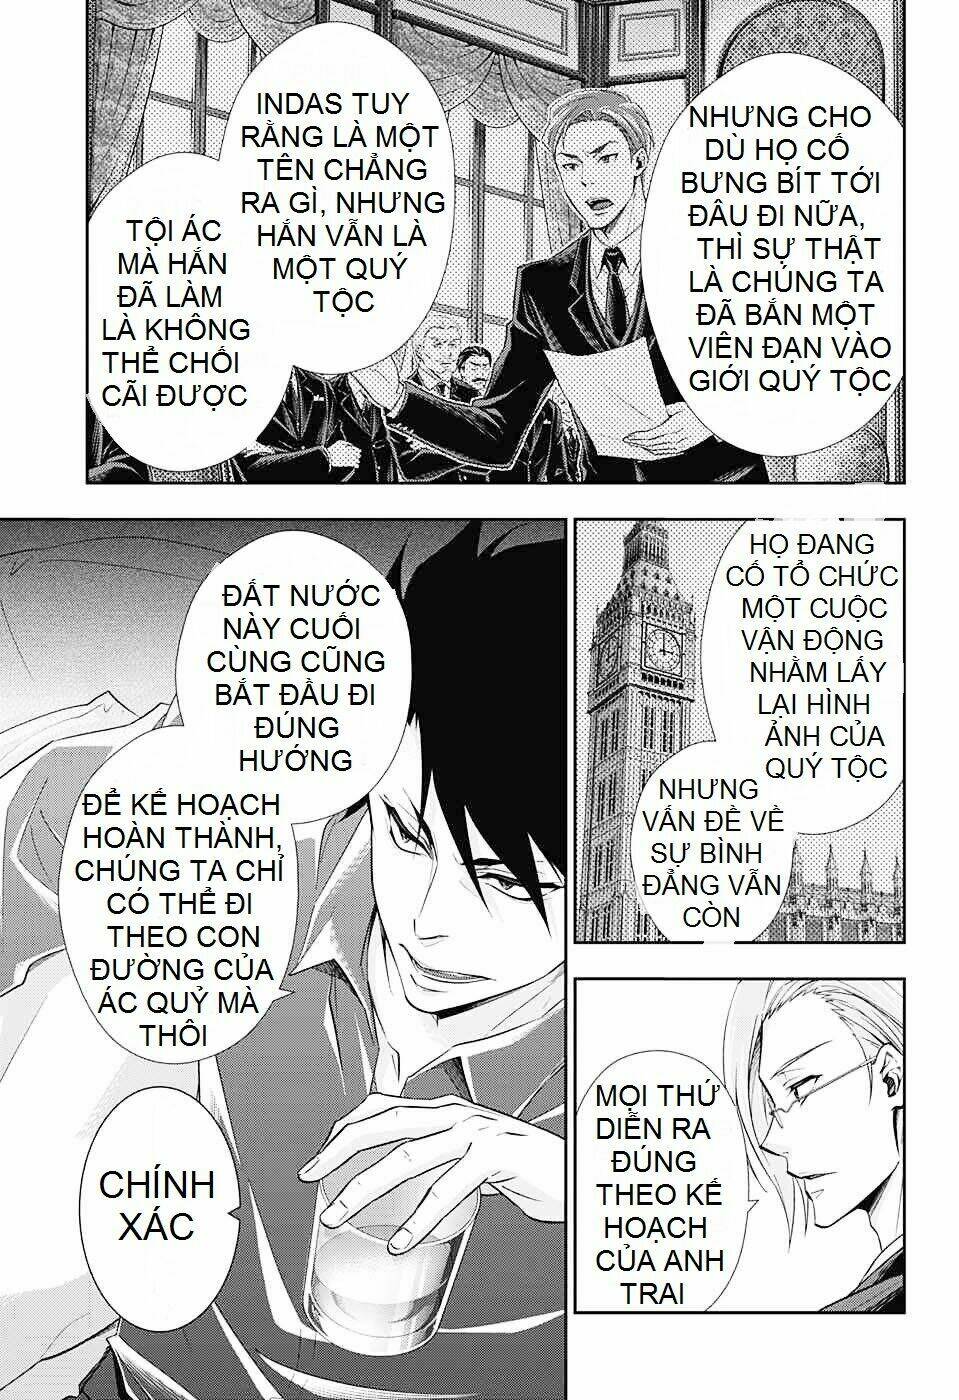 NHƯNG CHO
DÙ HỌ CỐ
BƯNG BÍT TỚI
ĐÂU ĐI NỮA,
THÌ SỰ THẬT
LÀ CHÚNG TA
ĐÃ BẮN MỘT
VIÊN ĐẠN VÀO
GIỚI QUÝ TỘC
INDAS TUY
RẰNG LÀ MỘT
TÊN CHẲNG
RA GÌ, NHƯNG
HẮN VẪN LÀ
MỘT QUÝ
TỘC
TỘI ÁC
MÀ HẮN
ĐÃ LÀM
LÀ KHÔNG
THỂ CHỐI
CÃI ĐƯỢC
HỌ ĐANG
CỐ TỔ CHỨC
MỘT CUỘC
VẬN ĐỘNG
NHẰM LẤY
LẠI HÌNH
ẢNH CỦA
QUÝ TỘC
NHƯNG
VẤN ĐỀ VỀ
SỰ BÌNH
ĐẲNG VẪN
CÒN
MỌI THỨ
DIỄN RA
ĐÚNG
THEO KẾ
HOẠCH
CỦA ANH
TRAI
ĐẤT NƯỚC
NÀY CUỐI
CÙNG CŨNG
BẮT ĐẦU ĐI
ĐÚNG
HƯỚNG
ĐỂ KẾ HOẠCH
HOÀN THÀNH,
CHÚNG TA CHỈ
CÓ THỂ ĐI
THEO CON
ĐƯỜNG CỦA
ÁC QUỶ MÀ
THÔI
CHÍNH
XÁC